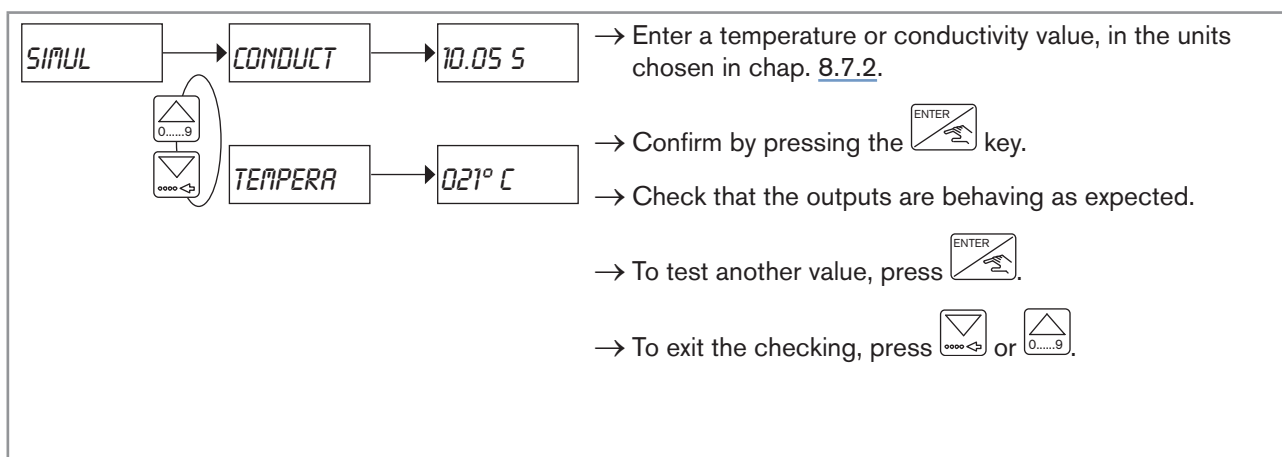 SIMUL
CONDUCT
10.05 S
0......9
TEMPERA
021° C
→ Enter a temperature or conductivity value, in the units
chosen in chap. 8.7.2.
→ Confirm by pressing the ENTER key.
→ Check that the outputs are behaving as expected.
→ To test another value, press ENTER.
→ To exit the checking, press or 0......9.